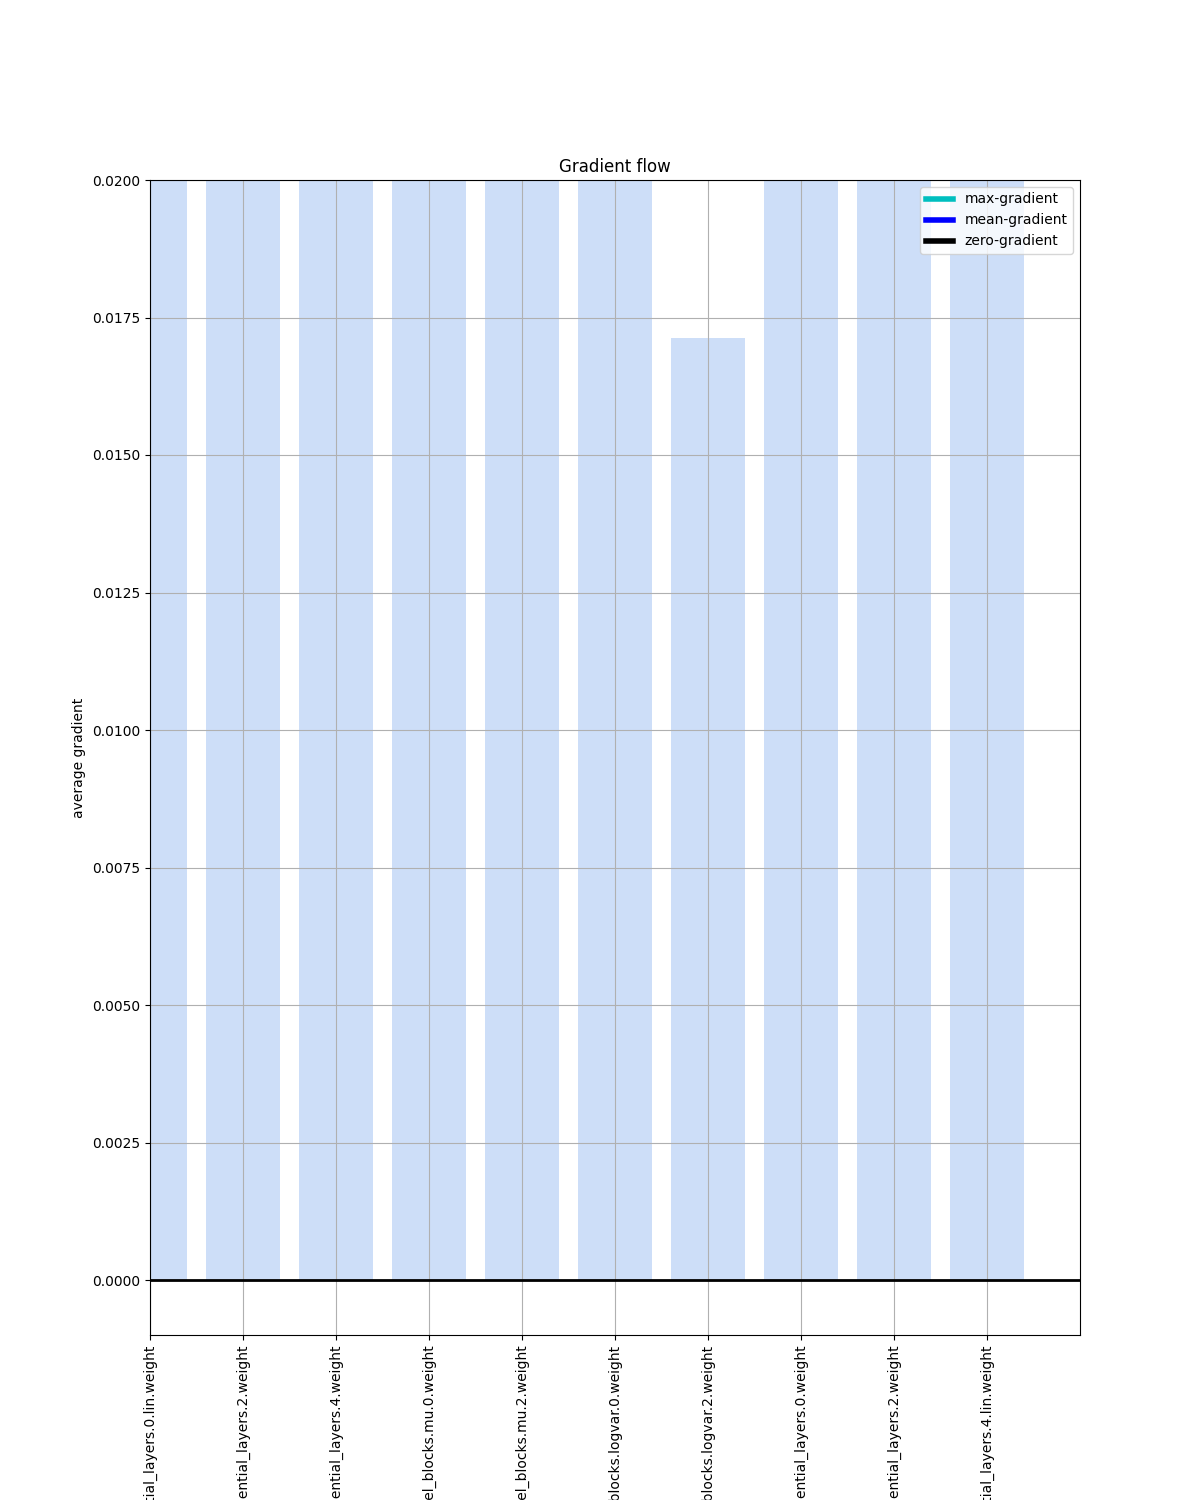 Gradient flow
max-gradient
mean-gradient
zero-gradient
0.0200
0.0175
0.0150
0.0125
0.0100
0.0075
0.0050
0.0025
0.0000
average gradient
tial_layers.0.lin.weight
ential_layers.2.weight
ential_layers.4.weight
el_blocks.mu.0.weight
el_blocks.mu.2.weight
blocks.logvar.0.weight
blocks.logvar.2.weight
ential_layers.0.weight
ential_layers.2.weight
tial_layers.4.lin.weight